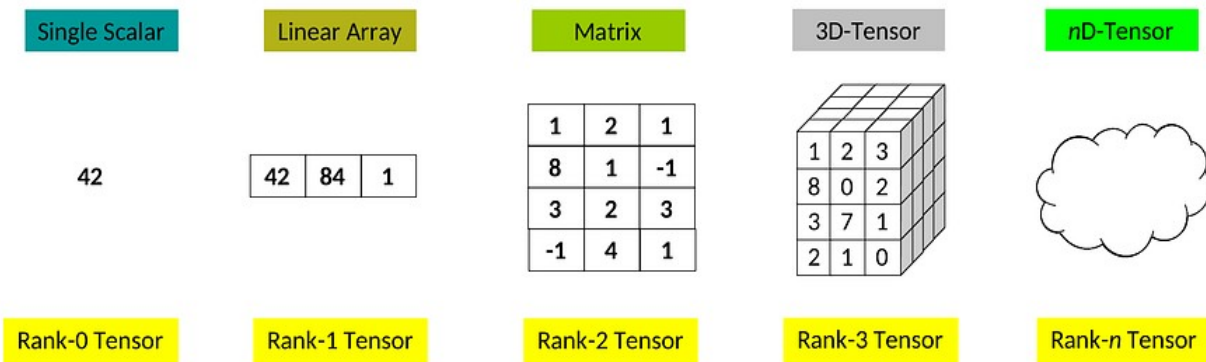 Single Scalar Linear Array Matrix 3D-Tensor nD-Tensor
42
42 84 1
1 2 1
8 1 -1
3 2 3
-1 4 1
1 2 3
8 0 2
3 7 1
2 1 0
Rank-0 Tensor Rank-1 Tensor Rank-2 Tensor Rank-3 Tensor Rank-n Tensor